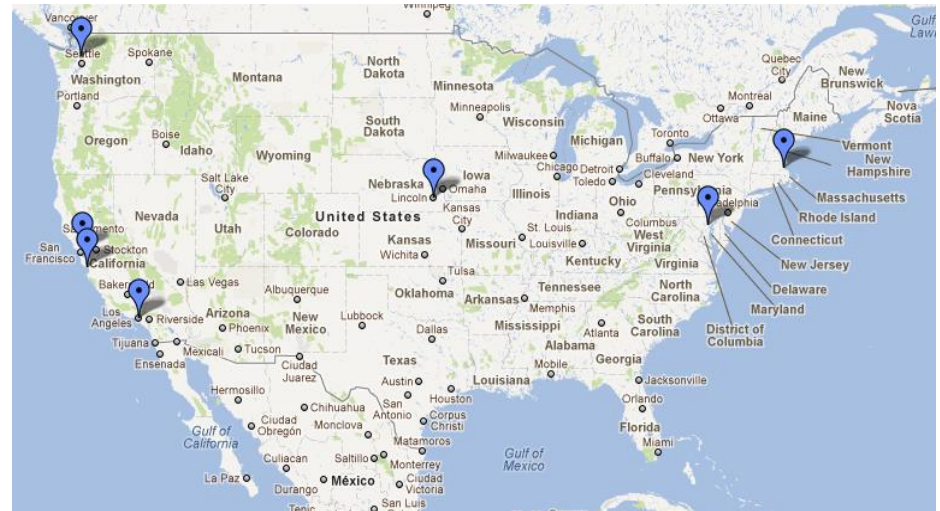 Vancouver
Winnipeg
Gulf of
Seattle
Spokane
Washington
Montana
North
Dakota
Minnesota
Quebec
City
New
Brunswick
Portland
Minneapolis
Montreal
Ottawa
Maine
Nova
Scotia
Oregon
Boise
Idaho
South
Dakota
Wisconsin
Michigan
Toronto
Vermont
New
Hampshire
Wyoming
Milwaukee
Chicago
Detroit
Toledo
Buffalo
New York
Cleveland
Salt Lake
City
Nebraska
Iowa
Omaha
Lincoln
Illinois
Indiana
Ohio
Pennsylvania
Massachusetts
Rhode Island
Nevada
Utah
Colorado
United States
Kansas
City
Columbus
Connecticut
San
Francisco
Stockton
California
Kansas
Missouri
St. Louis
Louisville
West
Virginia
New Jersey
Wichita
Kentucky
Virginia
Delaware
Maryland
Las Vegas
Tulsa
Los
Angeles
Riverside
Arizona
Albuquerque
Oklahoma
Arkansas
Tennessee
Memphis
North
Carolina
District of
Columbia
Phoenix
New
Mexico
Lubbock
Dallas
Mississippi
Atlanta
South
Carolina
Tijuana
Mexicali
Tucson
Alabama
Georgia
Ensenada
Ciudad
Juarez
Texas
Louisiana
Mobile
Jacksonville
Hermosillo
Austin
Houston
Orlando
Chihuahua
San
Antonio
Corpus
Christi
Florida
Gulf of
California
Ciudad
Obregón
Monclova
Miami
Matamoros
Culiacan
Saltillo
Monterrey
Gulf of
Mexico
La Paz
Durango
México
Ciudad
Victoria
San Luis